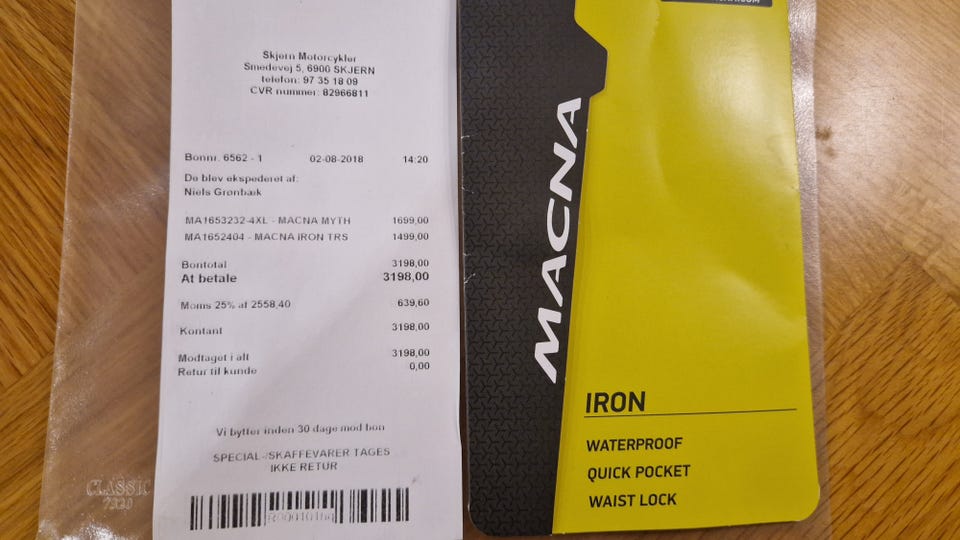 Skjern Motorcykler
Smedevej 5, 6900 SKJERN
telefon: 97 35 18 09
CVR nummer: 82966811
Bonnr. 6562 - 1 02-08-2018 14:20
De blev ekspederet af:
Niels Grønbæk
MA1653232-4XL - MACNA MYTH 1699,00
MA1652404 - MACNA IRON TRS 1499,00
Bontotal 3198,00
At betale 3198,00
Moms 25% af 2558,40 639,60
Kontant 3198,00
Modtaget i alt 3198,00
Retur til kunde 0,00
Vi bytter inden 30 dage mod bon
SPECIAL-/SKAFFEVARER TAGES
IKKE RETUR
CLASSIC
7320
MACNA
IRON
WATERPROOF
QUICK POCKET
WAIST LOCK